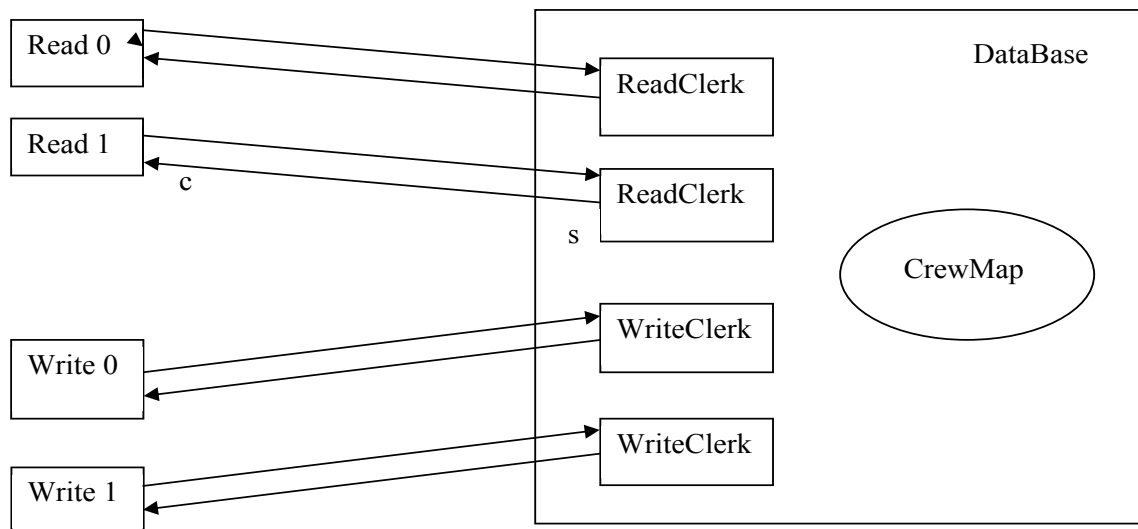 Read 0
DataBase
ReadClerk
Read 1
ReadClerk
c
s
CrewMap
WriteClerk
Write 0
WriteClerk
Write 1